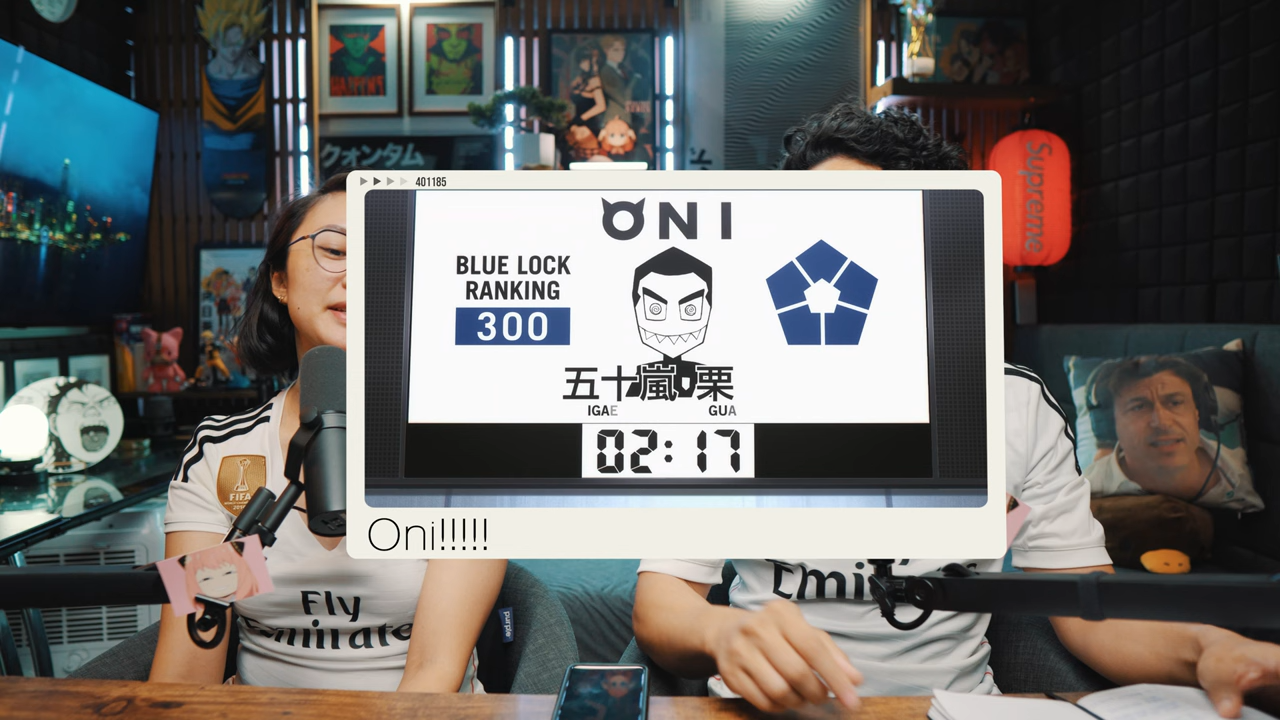 クォンタム
Supreme
401185
ONI
BLUE LOCK
RANKING
300
五十嵐 栗
IGAE GUA
02:17
Oni!!!!!
FIFA
purple
Fly
Emirates
Emi